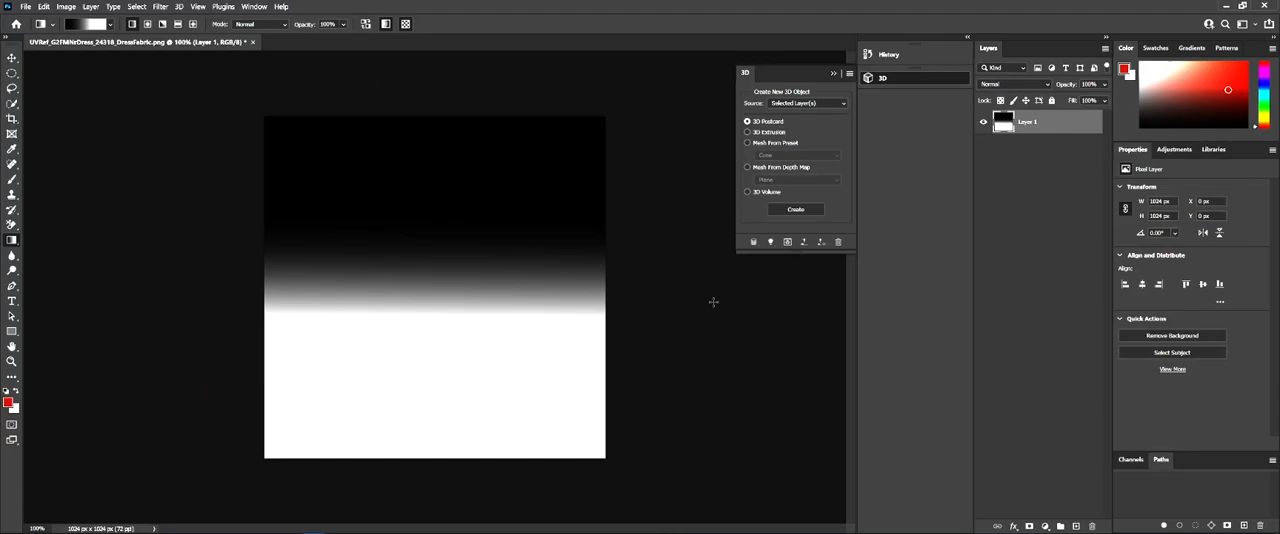 File Edit Image Layer Type Select Filter 3D View Plugins Window Help
Mode: Normal Opacity: 100%
UVRef_G2FMNrDress_24318_DressFabric.png @ 100% (Layer 1, RGB/8) *
History
3D
3D
Create New 3D Object
Source: Selected Layer(s)
3D Postcard
3D Extrusion
Mesh From Preset
Cone
Mesh From Depth Map
Plane
3D Volume
Create
Layers
Kind
Normal Opacity: 100%
Lock: Fill: 100%
Layer 1
Color Swatches Gradients Patterns
Properties Adjustments Libraries
Pixel Layer
Transform
W 1024 px X 0 px
H 1024 px Y 0 px
0.00°
Align and Distribute
Align:
Quick Actions
Remove Background
Select Subject
View More
Channels Paths
100% 1024 px x 1024 px (72 ppi)